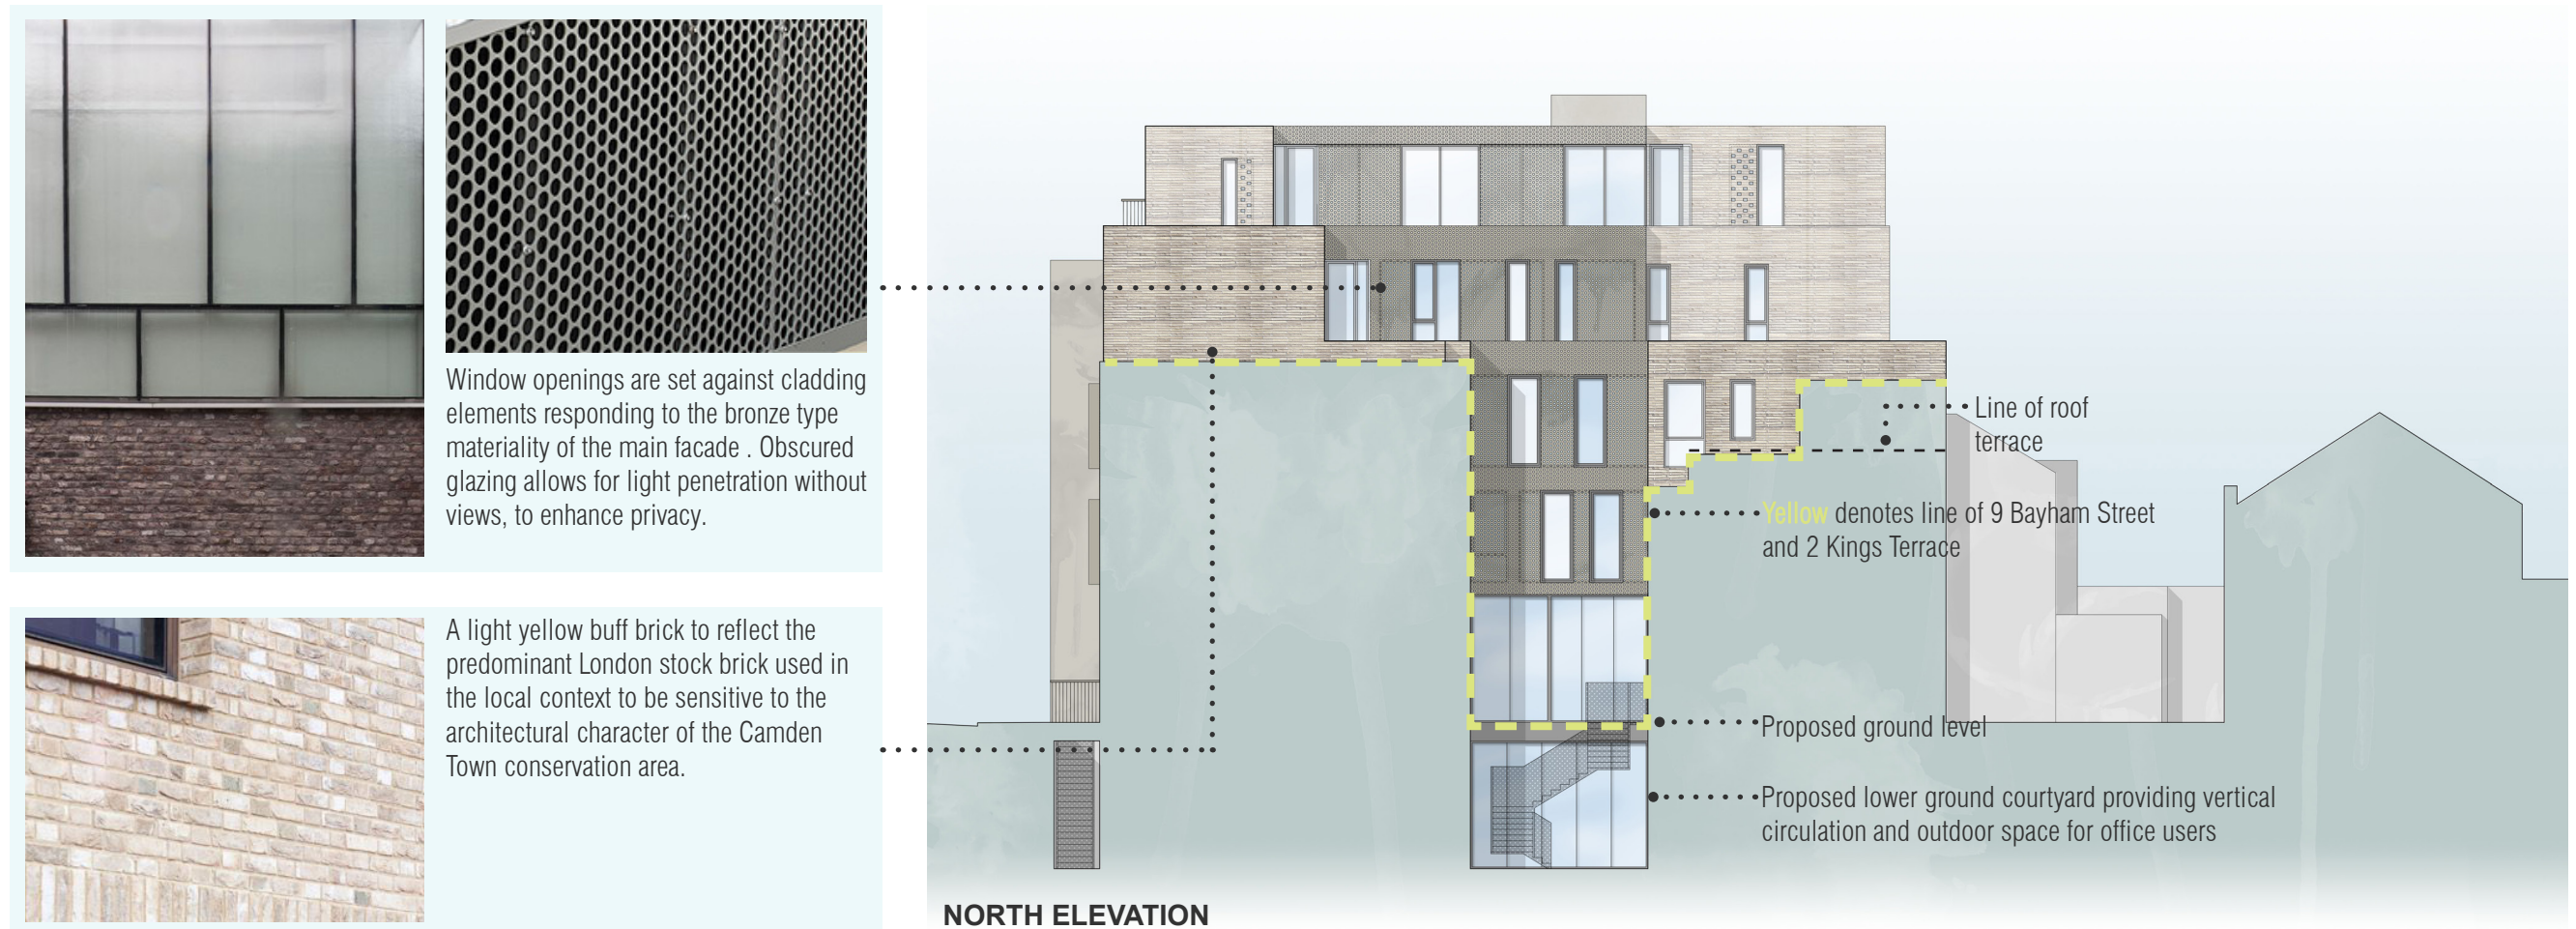 Window openings are set against cladding
elements responding to the bronze type
materiality of the main facade . Obscured
glazing allows for light penetration without
views, to enhance privacy.
A light yellow buff brick to reflect the
predominant London stock brick used in
the local context to be sensitive to the
architectural character of the Camden
Town conservation area.
Line of roof
terrace
Yellow denotes line of 9 Bayham Street
and 2 Kings Terrace
Proposed ground level
Proposed lower ground courtyard providing vertical
circulation and outdoor space for office users
NORTH ELEVATION